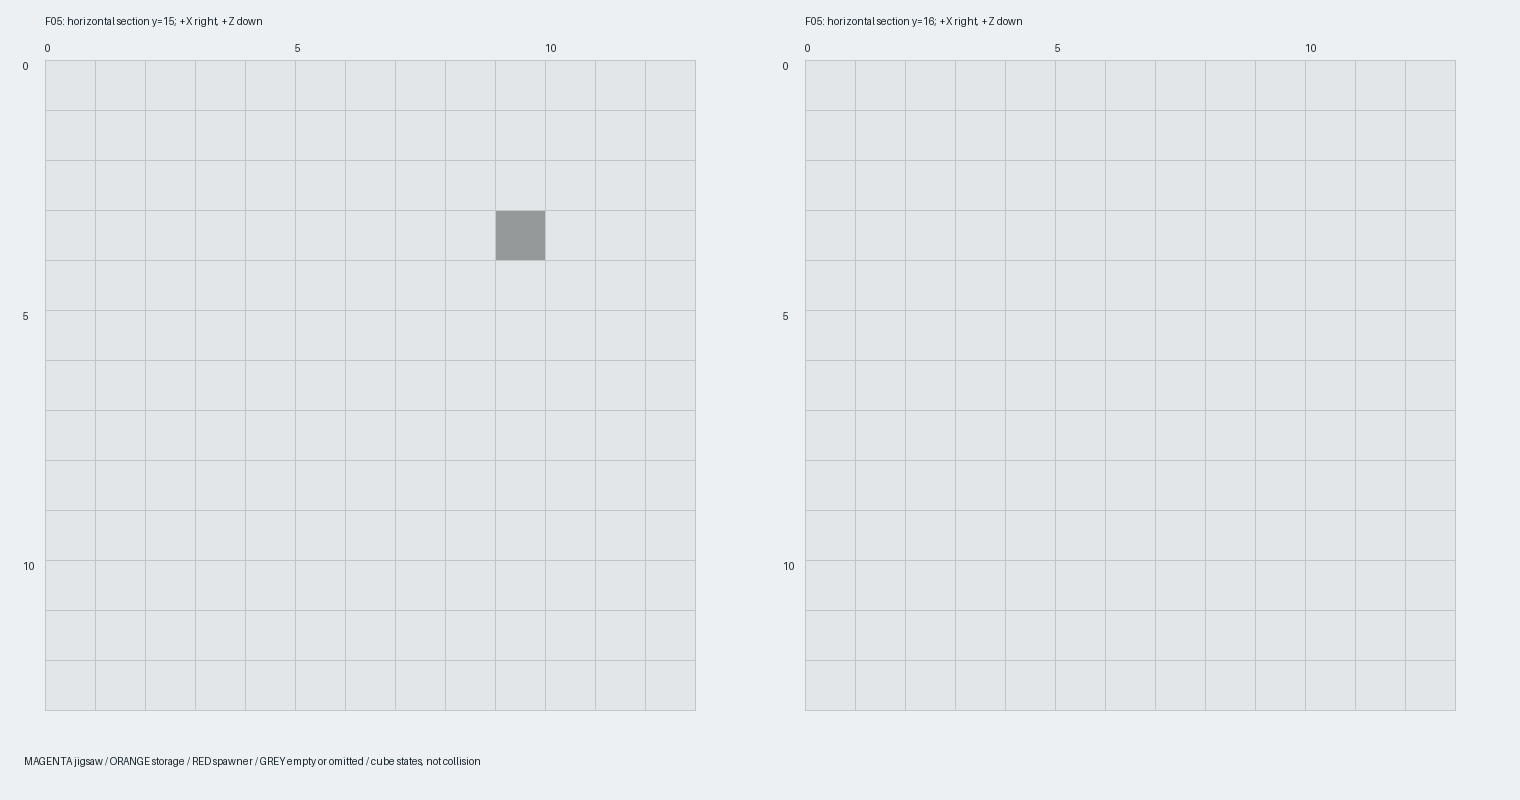 F05: horizontal section y=15; +X right, +Z down
F05: horizontal section y=16; +X right, +Z down
0 5 10
0 5 10
0
0
5
5
10
10
MAGENTA jigsaw / ORANGE storage / RED spawner / GREY empty or omitted / cube states, not collision